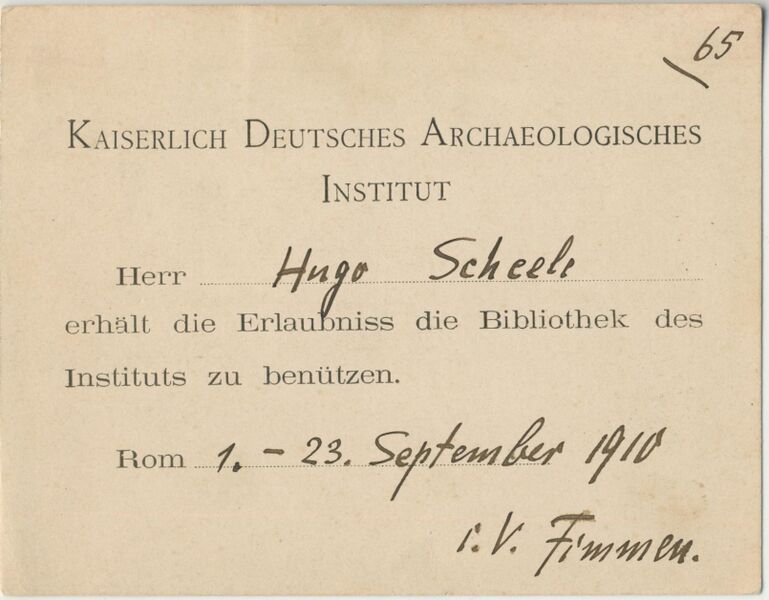 65
KAISERLICH DEUTSCHES ARCHAEOLOGISCHES
INSTITUT
Herr Hugo Scheele
erhält die Erlaubniss die Bibliothek des
Instituts zu benützen.
Rom 1. - 23. September 1910
i. V. Fimmen.